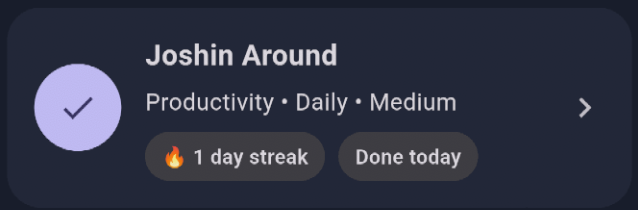 Joshin Around
Productivity • Daily • Medium
🔥 1 day streak
Done today